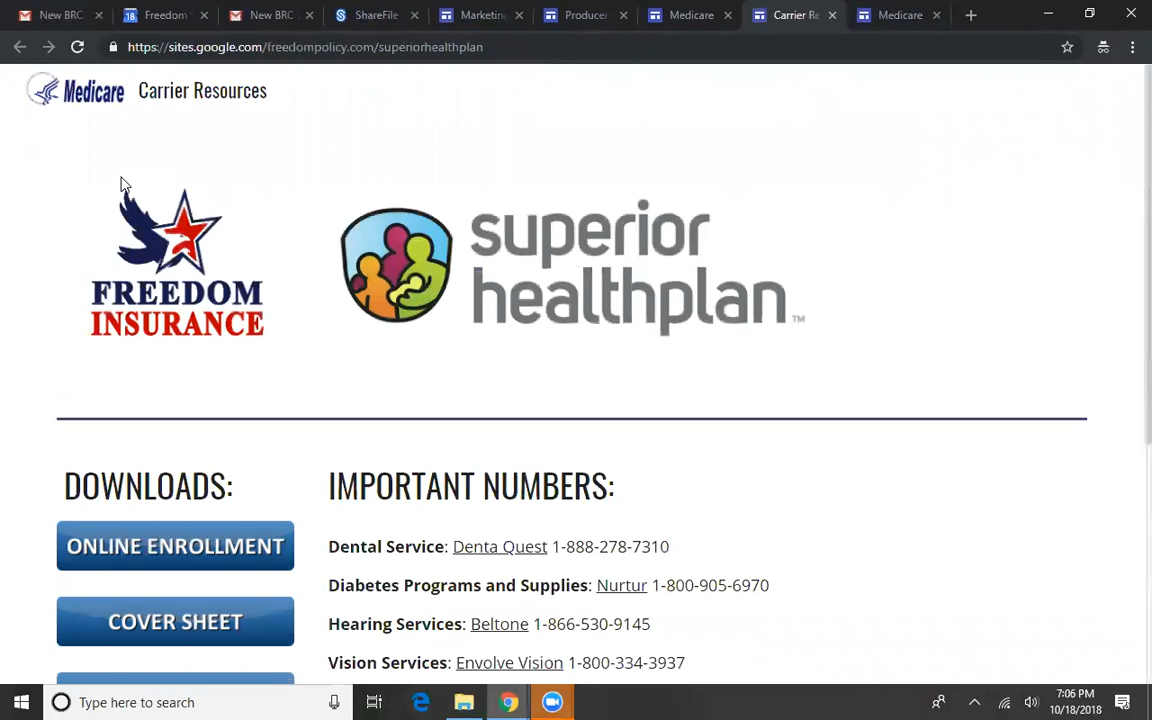 New BRC
Freedom
New BRC
ShareFile
Marketing
Producer
Medicare
Carrier Re
Medicare
https://sites.google.com/freedompolicy.com/superiorhealthplan
Medicare Carrier Resources
FREEDOM
INSURANCE
superior
healthplan™
DOWNLOADS:
ONLINE ENROLLMENT
COVER SHEET
IMPORTANT NUMBERS:
Dental Service: Denta Quest 1-888-278-7310
Diabetes Programs and Supplies: Nurtur 1-800-905-6970
Hearing Services: Beltone 1-866-530-9145
Vision Services: Envolve Vision 1-800-334-3937
Type here to search
7:06 PM
10/18/2018